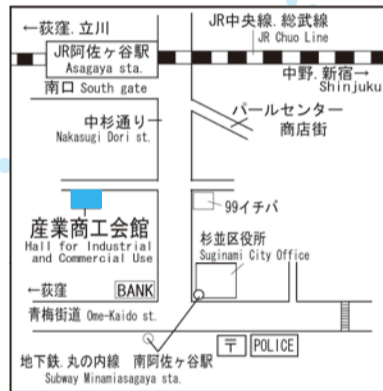 ←荻窪.立川
JR中央線.総武線
JR Chuo Line
JR阿佐ヶ谷駅
Asagaya sta.
中野.新宿→
Shinjuku
南口 South gate
中杉通り
Nakasugi Dori st.
パールセンター
商店街
99イチバ
産業商工会館
Hall for Industrial
and Commercial Use
杉並区役所
Suginami City Office
←荻窪
BANK
青梅街道 Ome-Kaido st.
〒
POLICE
地下鉄.丸の内線 南阿佐ヶ谷駅
Subway Minamiasagaya sta.